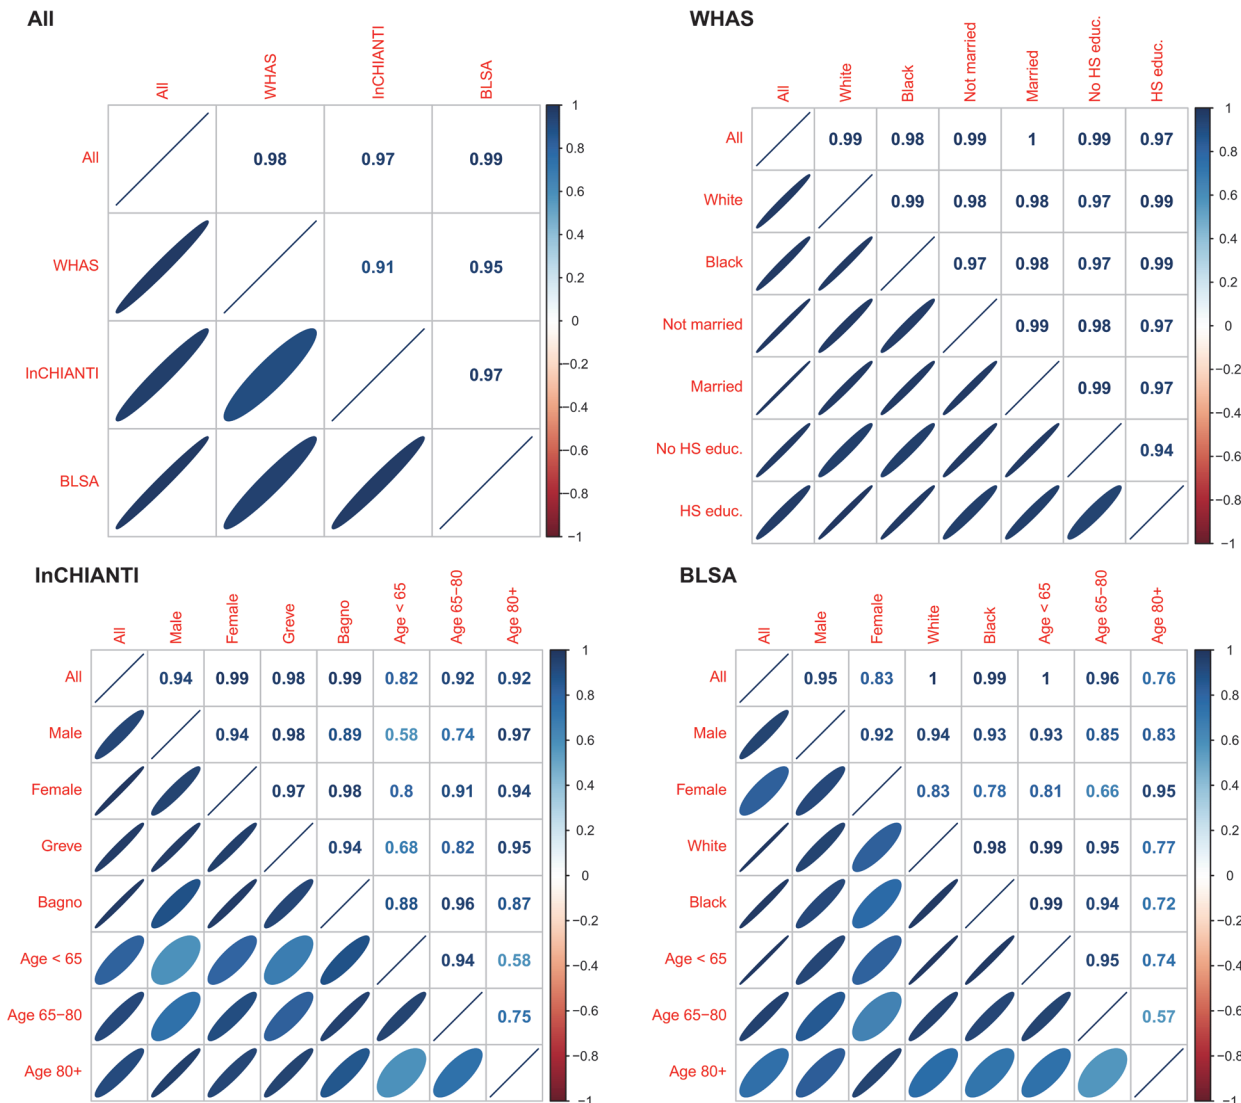 All
All WHAS InCHIANTI BLSA
All 0.98 0.97 0.99
WHAS 0.91 0.95
InCHIANTI 0.97
BLSA
1
0.8
0.6
0.4
0.2
0
−0.2
−0.4
−0.6
−0.8
−1
WHAS
All White Black Not married Married No HS educ. HS educ.
All 0.99 0.98 0.99 1 0.99 0.97
White 0.99 0.98 0.98 0.97 0.99
Black 0.97 0.98 0.97 0.99
Not married 0.99 0.98 0.97
Married 0.99 0.97
No HS educ. 0.94
HS educ.
1
0.8
0.6
0.4
0.2
0
−0.2
−0.4
−0.6
−0.8
−1
InCHIANTI
All Male Female Greve Bagno Age < 65 Age 65−80 Age 80+
All 0.94 0.99 0.98 0.99 0.82 0.92 0.92
Male 0.94 0.98 0.89 0.58 0.74 0.97
Female 0.97 0.98 0.8 0.91 0.94
Greve 0.94 0.68 0.82 0.95
Bagno 0.88 0.96 0.87
Age < 65 0.94 0.58
Age 65−80 0.75
Age 80+
1
0.8
0.6
0.4
0.2
0
−0.2
−0.4
−0.6
−0.8
−1
BLSA
All Male Female White Black Age < 65 Age 65−80 Age 80+
All 0.95 0.83 1 0.99 1 0.96 0.76
Male 0.92 0.94 0.93 0.93 0.85 0.83
Female 0.83 0.78 0.81 0.66 0.95
White 0.98 0.99 0.95 0.77
Black 0.99 0.94 0.72
Age < 65 0.95 0.74
Age 65−80 0.57
Age 80+
1
0.8
0.6
0.4
0.2
0
−0.2
−0.4
−0.6
−0.8
−1